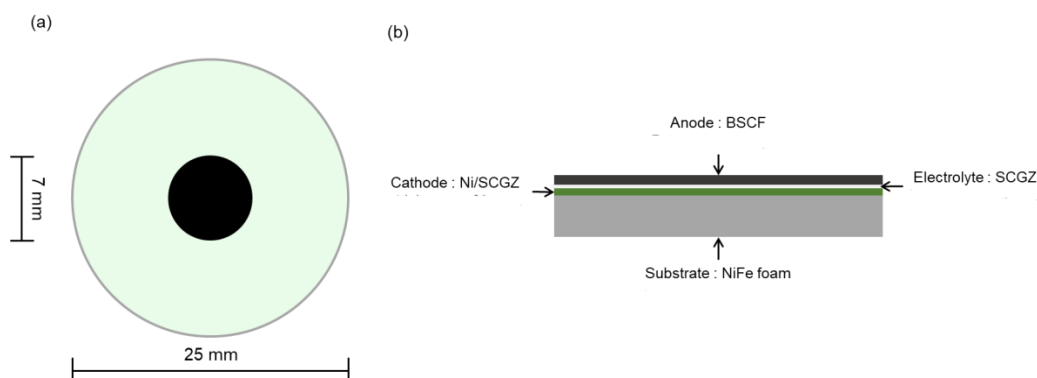 (a)
7 mm
25 mm
(b)
Anode : BSCF
Cathode : Ni/SCGZ
Electrolyte : SCGZ
Substrate : NiFe foam